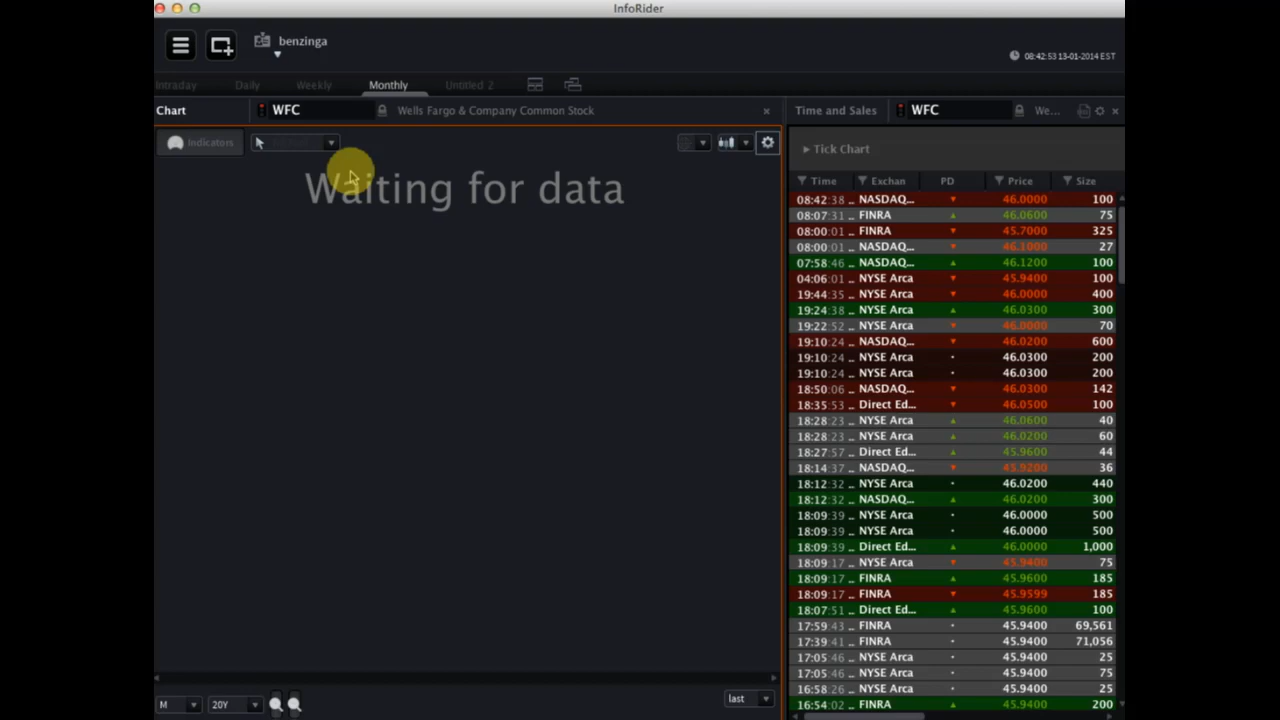 InfoRider
benzinga
08:42:53 13-01-2014 EST
Intraday Daily Weekly Monthly Untitled 2
Chart WFC Wells Fargo & Company Common Stock
Time and Sales WFC We...
Indicators
Tick Chart
Waiting for data
Time Exchan PD Price Size
08:42:38 .. NASDAQ... 46.0000 100
08:07:31 .. FINRA 46.0600 75
08:00:01 .. FINRA 45.7000 325
08:00:01 .. NASDAQ... 46.1000 27
07:58:46 .. NASDAQ... 46.1200 100
04:06:01 .. NYSE Arca 45.9400 100
19:44:35 .. NYSE Arca 46.0000 400
19:24:38 .. NYSE Arca 46.0300 300
19:22:52 .. NYSE Arca 46.0000 70
19:10:24 .. NASDAQ... 46.0200 600
19:10:24 .. NYSE Arca 46.0300 200
19:10:24 .. NYSE Arca 46.0300 200
18:50:06 .. NASDAQ... 46.0300 142
18:35:53 .. Direct Ed... 46.0500 100
18:28:23 .. NYSE Arca 46.0600 40
18:28:23 .. NYSE Arca 46.0200 60
18:27:57 .. Direct Ed... 45.9600 44
18:14:37 .. NASDAQ... 45.9200 36
18:12:32 .. NYSE Arca 46.0200 440
18:12:32 .. NASDAQ... 46.0200 300
18:09:39 .. NYSE Arca 46.0000 500
18:09:39 .. NYSE Arca 46.0000 500
18:09:39 .. Direct Ed... 46.0000 1,000
18:09:17 .. NYSE Arca 45.9400 75
18:09:17 .. FINRA 45.9600 185
18:09:17 .. FINRA 45.9599 185
18:07:51 .. Direct Ed... 45.9600 100
17:59:43 .. FINRA 45.9400 69,561
17:39:41 .. FINRA 45.9400 71,056
17:05:46 .. NYSE Arca 45.9400 25
17:05:46 .. NYSE Arca 45.9400 75
16:58:26 .. NYSE Arca 45.9400 25
16:54:02 .. FINRA 45.9400 200
M 20Y last